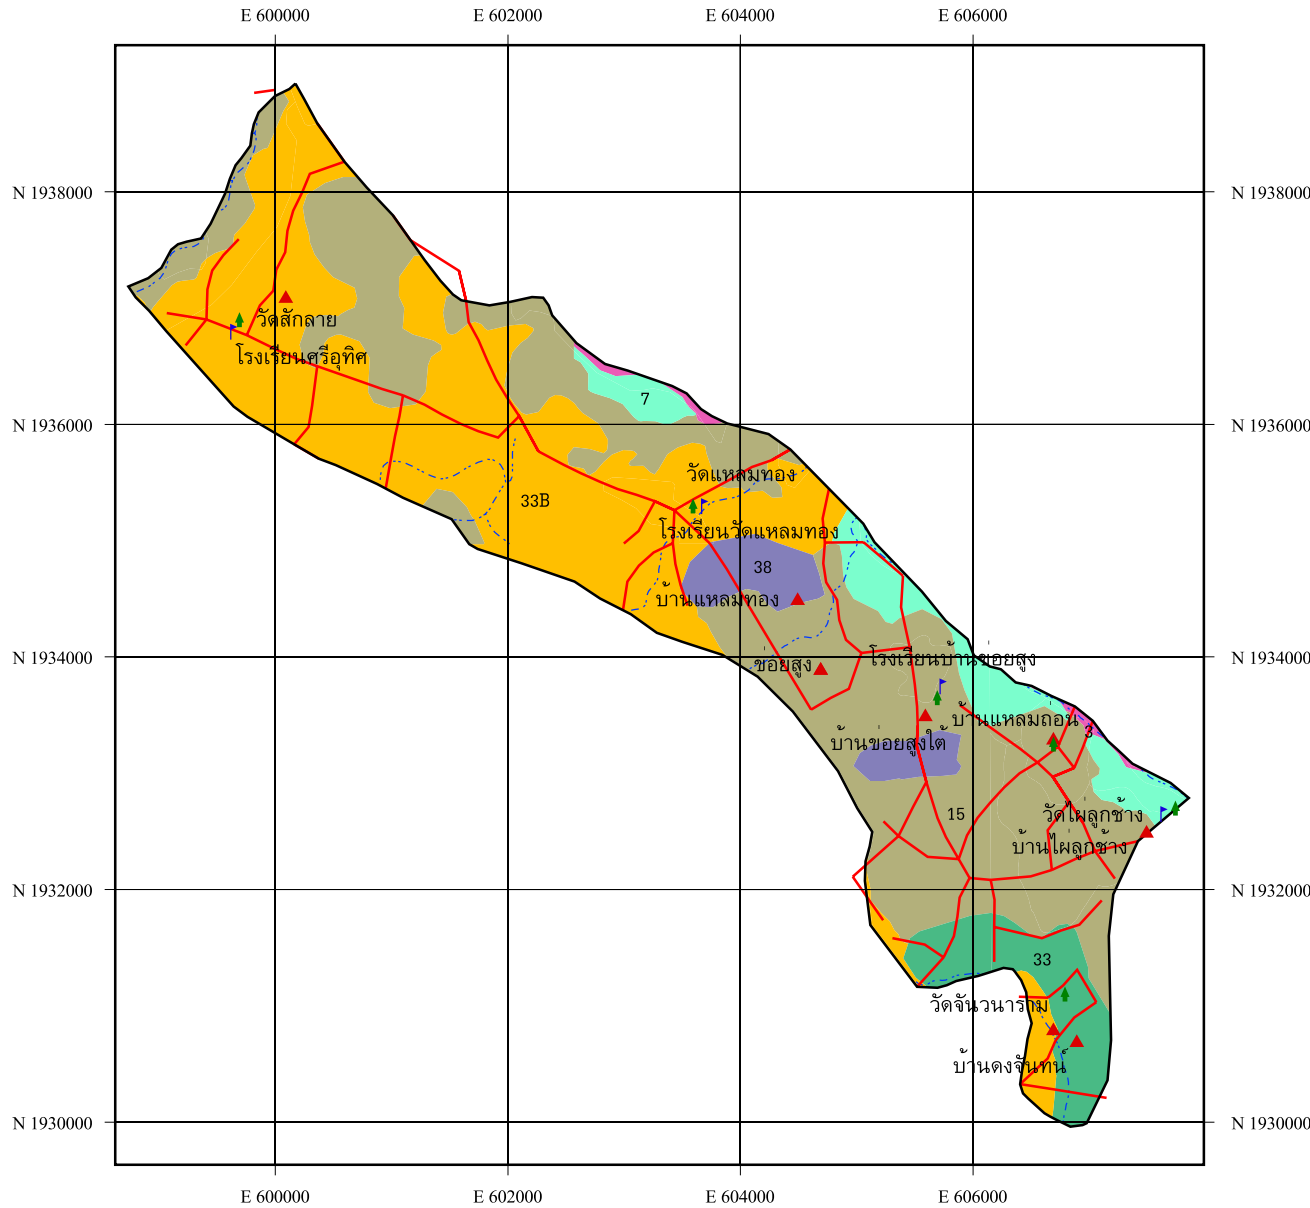 E 600000 E 602000 E 604000 E 606000
N 1938000 N 1938000
วัดสักลาย
โรงเรียนศรีอุทิศ
7
N 1936000 N 1936000
วัดแหลมทอง
33B
โรงเรียนวัดแหลมทอง
38
บ้านแหลมทอง
N 1934000 N 1934000
โรงเรียนบ้านข่อยสูง
ข่อยสูง
บ้านแหลมถ่อน
3
บ้านข่อยสูงใต้
15
วัดไผ่ลูกช้าง
บ้านไผ่ลูกช้าง
N 1932000 N 1932000
33
วัดจันวนาราม
บ้านดงจันทน์
N 1930000 N 1930000
E 600000 E 602000 E 604000 E 606000